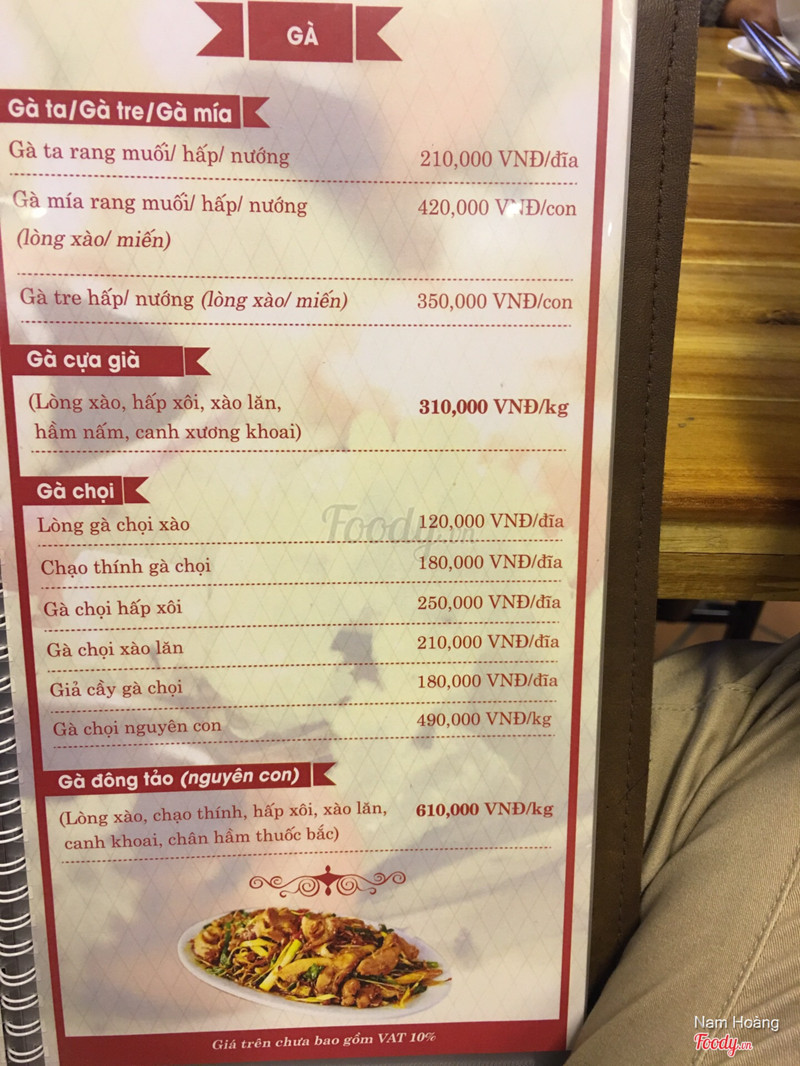 GÀ
Gà ta/Gà tre/Gà mía
Gà ta rang muối/ hấp/ nướng 210,000 VNĐ/đĩa
Gà mía rang muối/ hấp/ nướng 420,000 VNĐ/con
(lòng xào/ miến)
Gà tre hấp/ nướng (lòng xào/ miến) 350,000 VNĐ/con
Gà cựa già
(Lòng xào, hấp xôi, xào lăn, 310,000 VNĐ/kg
hầm nấm, canh xương khoai)
Gà chọi
Lòng gà chọi xào 120,000 VNĐ/đĩa
Foody.vn
Chạo thính gà chọi 180,000 VNĐ/đĩa
Gà chọi hấp xôi 250,000 VNĐ/đĩa
Gà chọi xào lăn 210,000 VNĐ/đĩa
Giả cầy gà chọi 180,000 VNĐ/đĩa
Gà chọi nguyên con 490,000 VNĐ/kg
Gà đông tảo (nguyên con)
(Lòng xào, chạo thính, hấp xôi, xào lăn, 610,000 VNĐ/kg
canh khoai, chân hầm thuốc bắc)
Giá trên chưa bao gồm VAT 10%
Nam Hoàng
Foody.vn